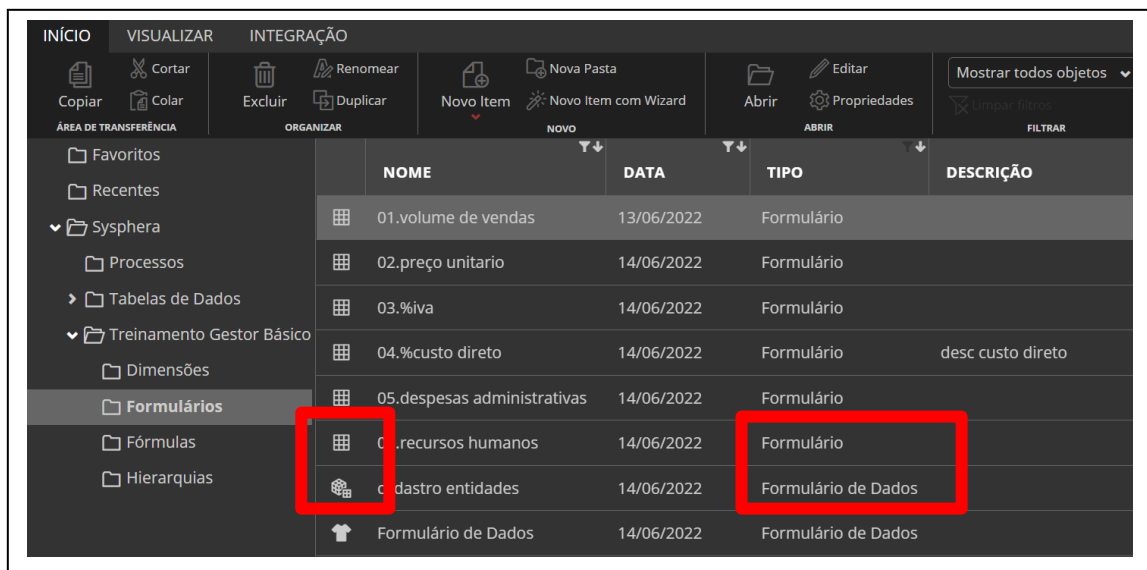 INÍCIO VISUALIZAR INTEGRAÇÃO
Copiar Cortar Colar
ÁREA DE TRANSFERÊNCIA
Excluir Renomear Duplicar
ORGANIZAR
Novo Item Nova Pasta Novo Item com Wizard
NOVO
Abrir Editar Propriedades
ABRIR
Mostrar todos objetos
Limpar filtros
FILTRAR
Favoritos
Recentes
Sysphera
Processos
Tabelas de Dados
Treinamento Gestor Básico
Dimensões
Formulários
Fórmulas
Hierarquias
NOME DATA TIPO DESCRIÇÃO
01.volume de vendas 13/06/2022 Formulário
02.preço unitario 14/06/2022 Formulário
03.%iva 14/06/2022 Formulário
04.%custo direto 14/06/2022 Formulário desc custo direto
05.despesas administrativas 14/06/2022 Formulário
recursos humanos 14/06/2022 Formulário
entidades 14/06/2022 Formulário de Dados
Formulário de Dados 14/06/2022 Formulário de Dados